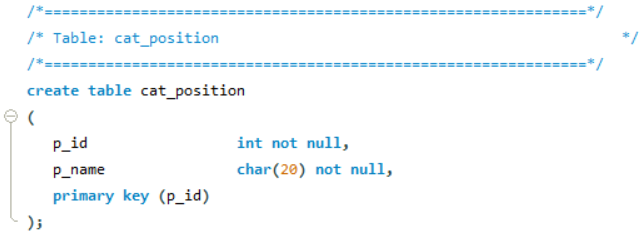 /*==============================================================*/
/* Table: cat_position                                          */
/*==============================================================*/
create table cat_position
(
   p_id                 int not null,
   p_name               char(20) not null,
   primary key (p_id)
);